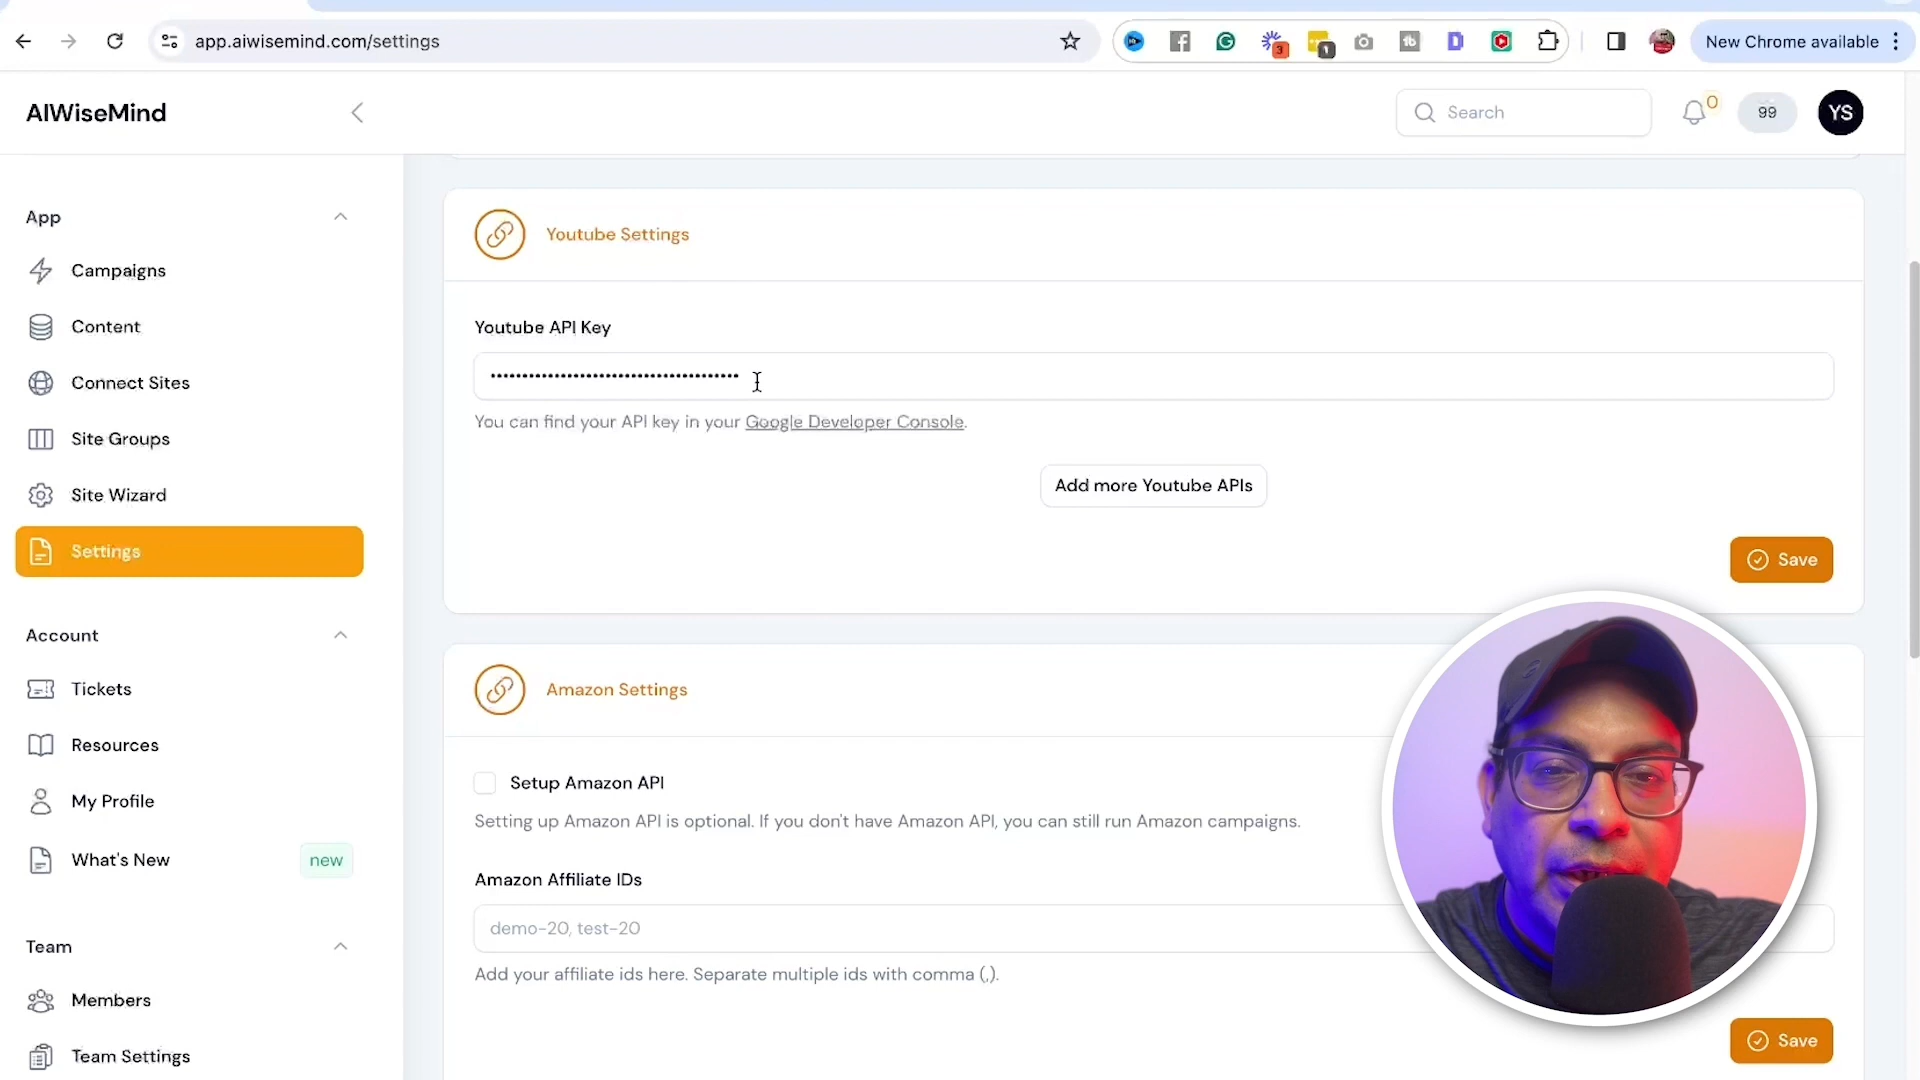 app.aiwisemind.com/settings
3
1
New Chrome available
AIWiseMind
Search
0
99
YS
App
Campaigns
Content
Connect Sites
Site Groups
Site Wizard
Settings
Account
Tickets
Resources
My Profile
What's New
new
Team
Members
Team Settings
Youtube Settings
Youtube API Key
You can find your API key in your Google Developer Console.
Add more Youtube APIs
Save
Amazon Settings
Setup Amazon API
Setting up Amazon API is optional. If you don't have Amazon API, you can still run Amazon campaigns.
Amazon Affiliate IDs
demo-20, test-20
Add your affiliate ids here. Separate multiple ids with comma (,).
Save